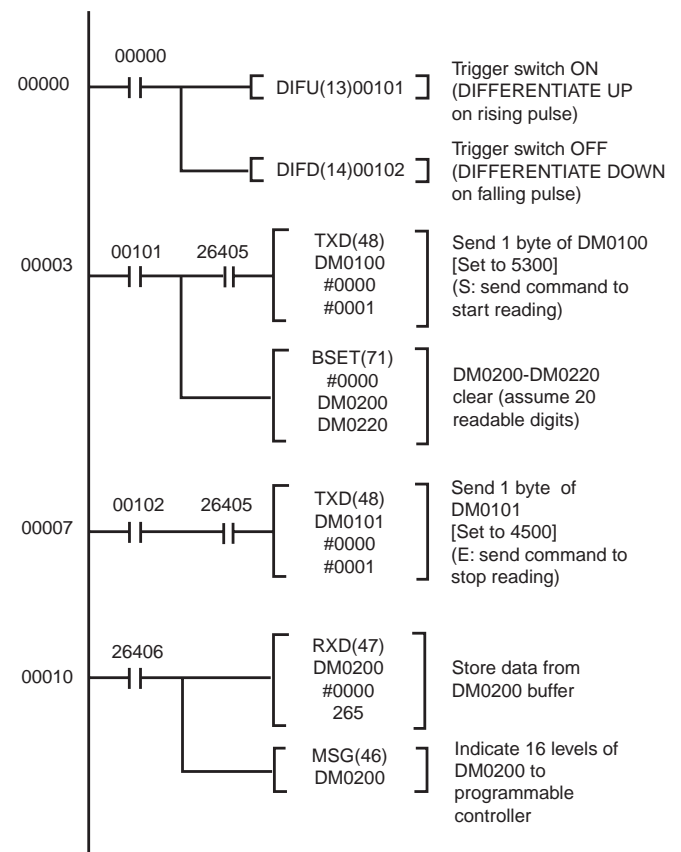 00000
00000
DIFU(13)00101
Trigger switch ON
(DIFFERENTIATE UP
on rising pulse)
DIFD(14)00102
Trigger switch OFF
(DIFFERENTIATE DOWN
on falling pulse)
00003
00101
26405
TXD(48)
DM0100
#0000
#0001
Send 1 byte of DM0100
[Set to 5300]
(S: send command to
start reading)
BSET(71)
#0000
DM0200
DM0220
DM0200-DM0220
clear (assume 20
readable digits)
00007
00102
26405
TXD(48)
DM0101
#0000
#0001
Send 1 byte of
DM0101
[Set to 4500]
(E: send command to
stop reading)
00010
26406
RXD(47)
DM0200
#0000
265
Store data from
DM0200 buffer
MSG(46)
DM0200
Indicate 16 levels of
DM0200 to
programmable
controller